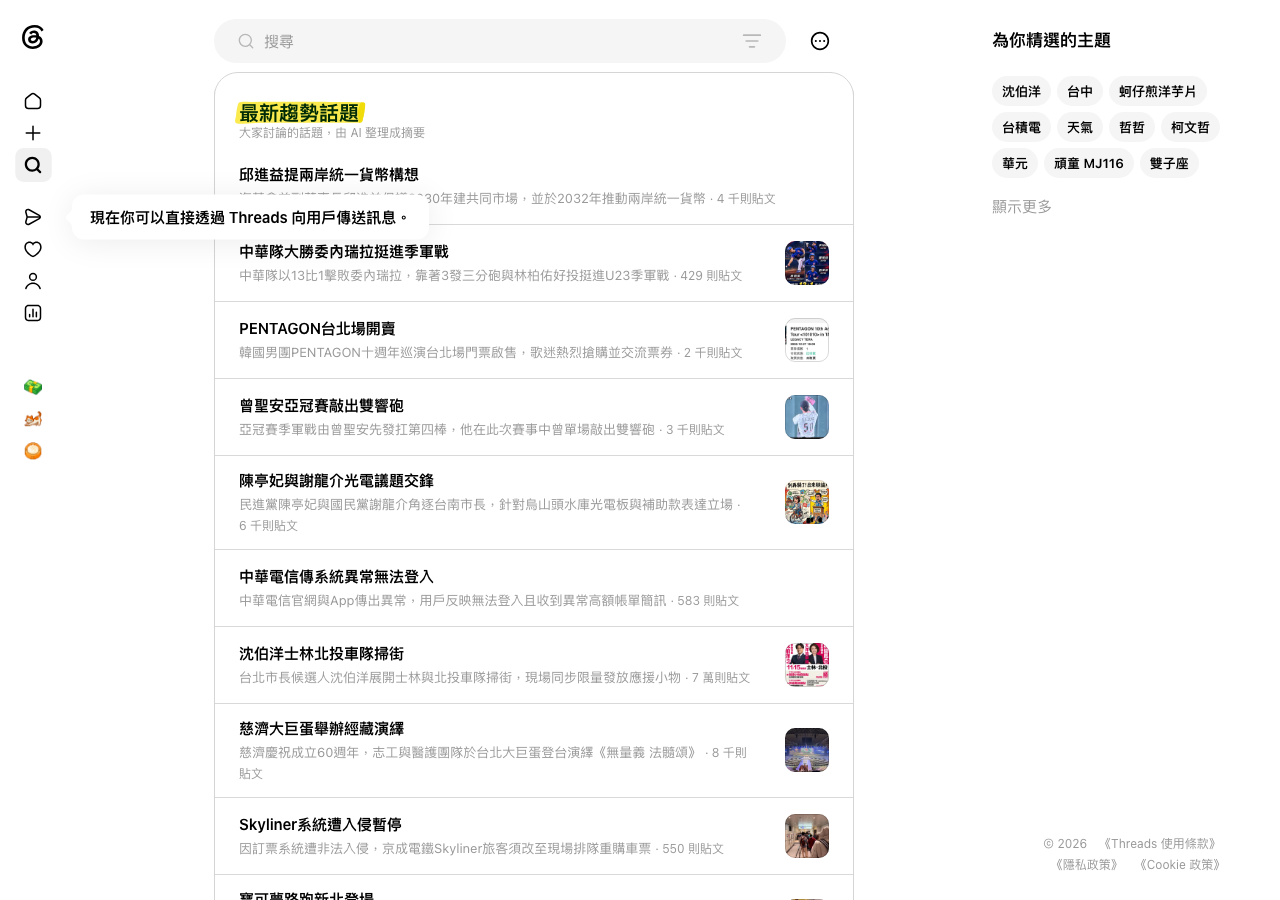 搜尋
最新趨勢話題
大家討論的話題，由 AI 整理成摘要
邱進益提兩岸統一貨幣構想
年建共同市場，並於2032年推動兩岸統一貨幣 · 4 千則貼文
現在你可以直接透過 Threads 向用戶傳送訊息。
中華隊大勝委內瑞拉挺進季軍戰
中華隊以13比1擊敗委內瑞拉，靠著3發三分砲與林柏佑好投挺進U23季軍戰 · 429 則貼文
PENTAGON台北場開賣
韓國男團PENTAGON十週年巡演台北場門票啟售，歌迷熱烈搶購並交流票券 · 2 千則貼文
曾聖安亞冠賽敲出雙響砲
亞冠賽季軍戰由曾聖安先發扛第四棒，他在此次賽事中曾單場敲出雙響砲 · 3 千則貼文
陳亭妃與謝龍介光電議題交鋒
民進黨陳亭妃與國民黨謝龍介角逐台南市長，針對烏山頭水庫光電板與補助款表達立場 ·
6 千則貼文
中華電信傳系統異常無法登入
中華電信官網與App傳出異常，用戶反映無法登入且收到異常高額帳單簡訊 · 583 則貼文
沈伯洋士林北投車隊掃街
台北市長候選人沈伯洋展開士林與北投車隊掃街，現場同步限量發放應援小物 · 7 萬則貼文
慈濟大巨蛋舉辦經藏演繹
慈濟慶祝成立60週年，志工與醫護團隊於台北大巨蛋登台演繹《無量義 法髓頌》 · 8 千則
貼文
Skyliner系統遭入侵暫停
因訂票系統遭非法入侵，京成電鐵Skyliner旅客須改至現場排隊重購車票 · 550 則貼文
寶可夢路跑新北登場
為你精選的主題
沈伯洋 台中 蚵仔煎洋芋片
台積電 天氣 哲哲 柯文哲
華元 頑童 MJ116 雙子座
顯示更多
© 2026 《Threads 使用條款》
《隱私政策》 《Cookie 政策》